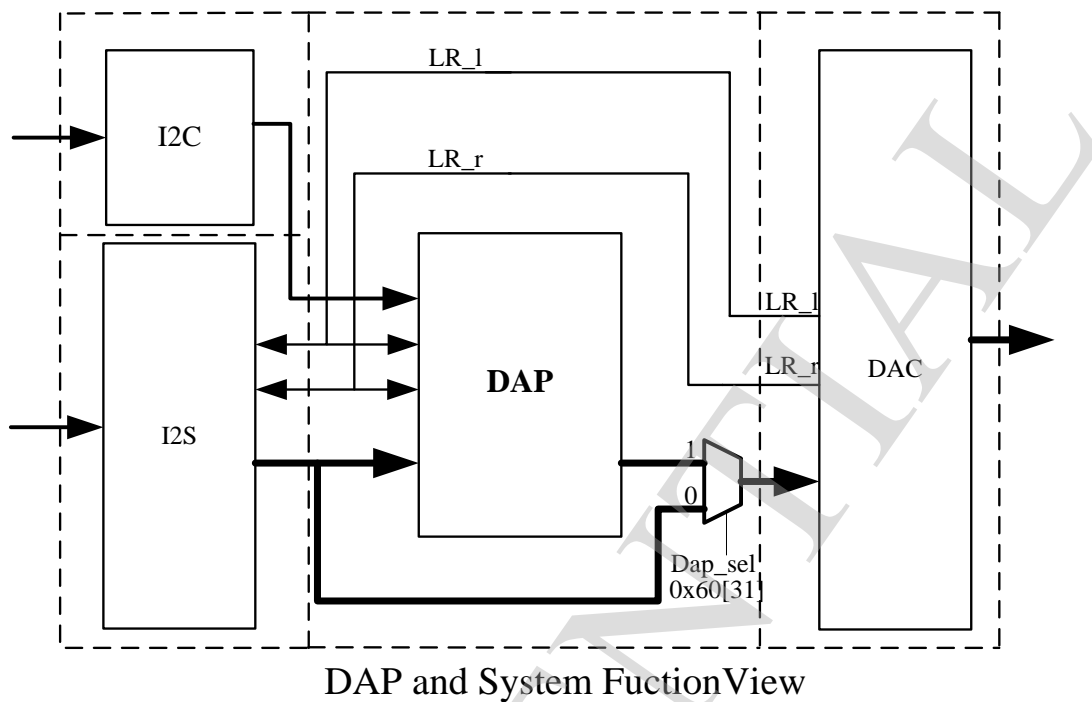 LR_l
I2C
LR_r
LR_l
LR_r
DAC
DAP
I2S
1
0
Dap_sel
0x60[31]
DAP and System FuctionView